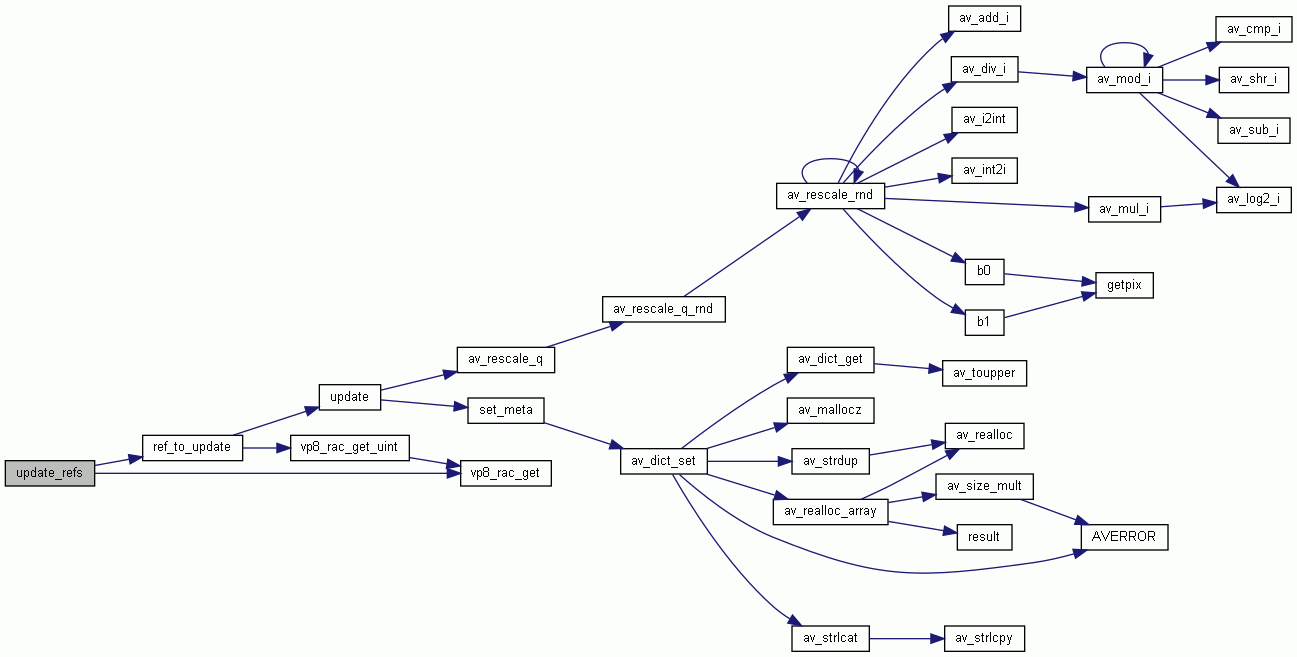 av_add_i
av_cmp_i
av_div_i
av_mod_i
av_shr_i
av_i2int
av_sub_i
av_int2i
av_rescale_rnd
av_log2_i
av_mul_i
b0
getpix
av_rescale_q_rnd
b1
av_rescale_q
av_dict_get
av_toupper
update
set_meta
av_mallocz
av_realloc
ref_to_update
vp8_rac_get_uint
av_dict_set
av_strdup
update_refs
vp8_rac_get
av_size_mult
av_realloc_array
result
AVERROR
av_strlcat
av_strlcpy